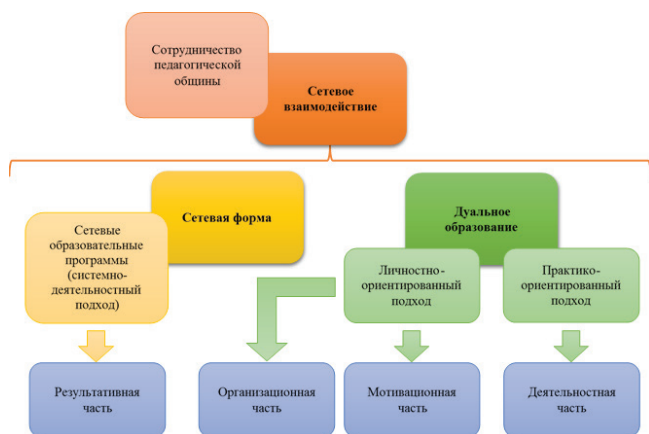 Сотрудничество
педагогической
общины
Сетевое
взаимодействие
Сетевая форма
Дуальное
образование
Сетевые
образовательные
программы
(системно-
деятельностный
подход)
Личностно-
ориентированный
подход
Практико-
ориентированный
подход
Результативная
часть
Организационная
часть
Мотивационная
часть
Деятельностная
часть